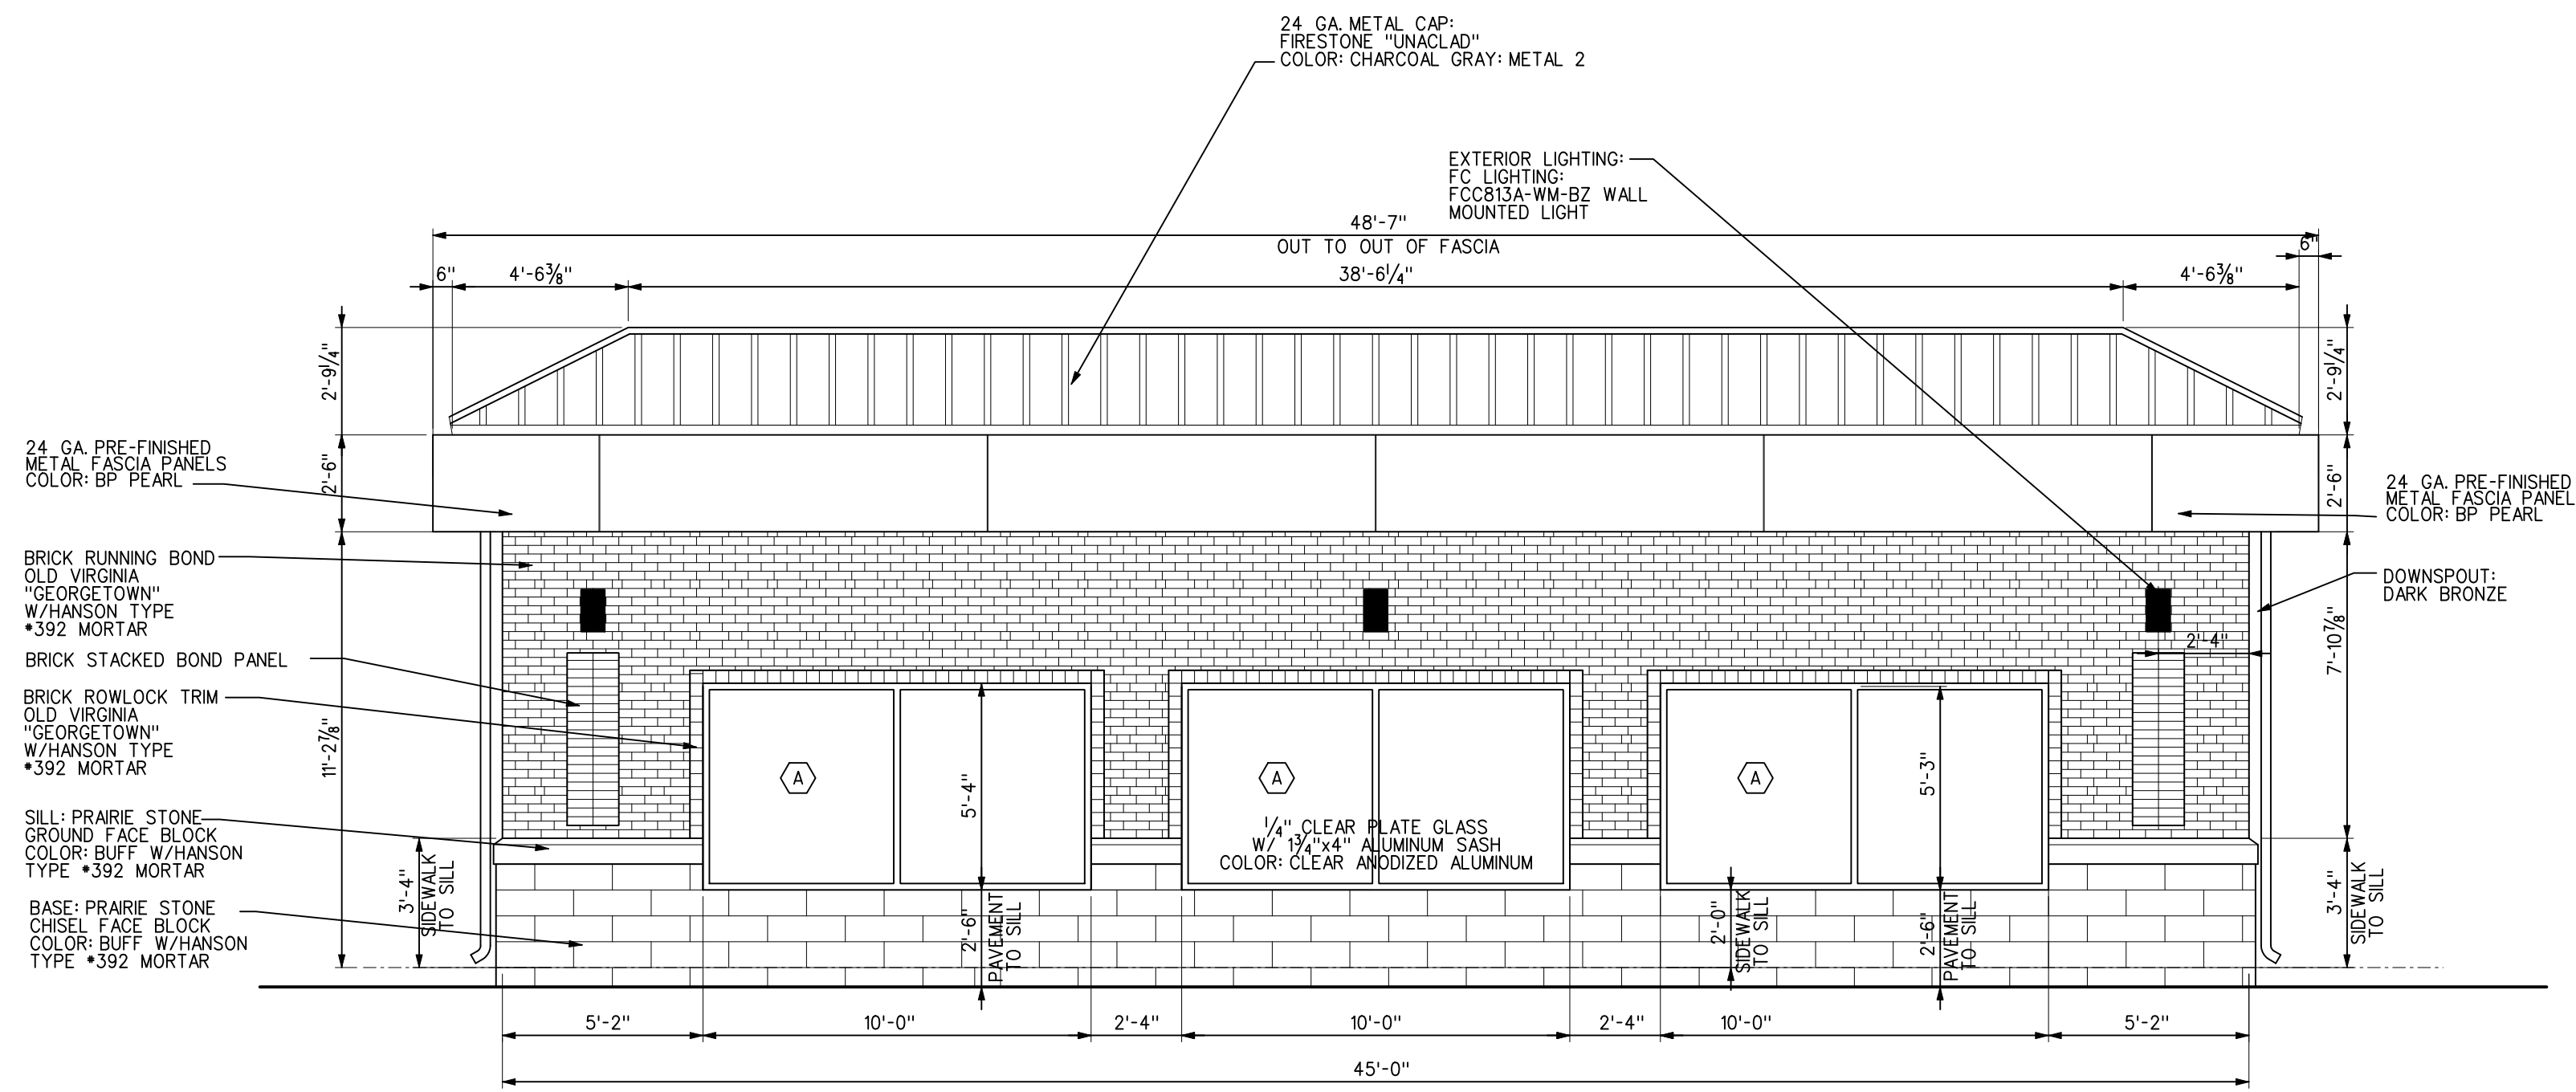 24 GA. METAL CAP:
FIRESTONE "UNACLAD"
COLOR: CHARCOAL GRAY: METAL 2
EXTERIOR LIGHTING:
FC LIGHTING:
FCC813A-WM-BZ WALL
MOUNTED LIGHT
48'-7"
OUT TO OUT OF FASCIA
6"
6"
4'-6⅜"
38'-6¼"
4'-6⅜"
2'-9¼"
2'-9¼"
24 GA. PRE-FINISHED
METAL FASCIA PANELS
COLOR: BP PEARL
2'-6"
2'-6"
24 GA. PRE-FINISHED
METAL FASCIA PANEL
COLOR: BP PEARL
BRICK RUNNING BOND
OLD VIRGINIA
"GEORGETOWN"
W/HANSON TYPE
*392 MORTAR
DOWNSPOUT:
DARK BRONZE
BRICK STACKED BOND PANEL
2'-4"
7'-10⅞"
BRICK ROWLOCK TRIM
OLD VIRGINIA
"GEORGETOWN"
W/HANSON TYPE
*392 MORTAR
11'-2⅞"
A
A
A
5'-4"
5'-3"
SILL: PRAIRIE STONE
GROUND FACE BLOCK
COLOR: BUFF W/HANSON
TYPE *392 MORTAR
¼" CLEAR PLATE GLASS
W/ 1¾"x4" ALUMINUM SASH
COLOR: CLEAR ANODIZED ALUMINUM
BASE: PRAIRIE STONE
CHISEL FACE BLOCK
COLOR: BUFF W/HANSON
TYPE *392 MORTAR
3'-4"
SIDEWALK
TO SILL
2'-6"
PAVEMENT
TO SILL
2'-0"
SIDEWALK
TO SILL
2'-6"
PAVEMENT
TO SILL
3'-4"
SIDEWALK
TO SILL
5'-2"
10'-0"
2'-4"
10'-0"
2'-4"
10'-0"
5'-2"
45'-0"